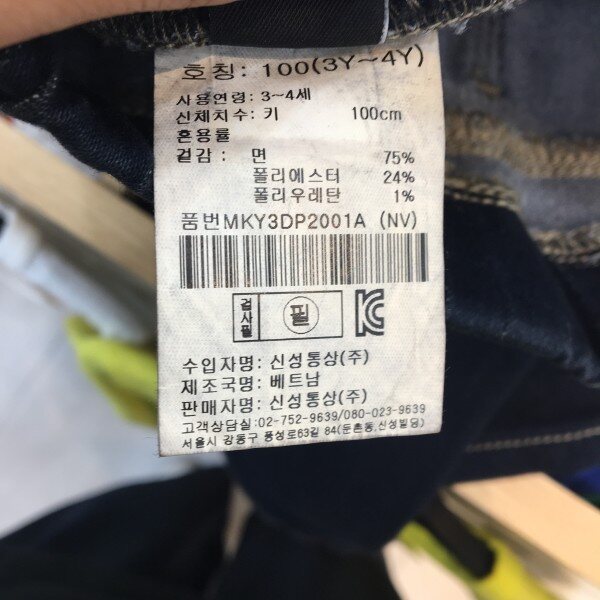 호칭: 100(3Y~4Y)
사용연령: 3~4세
신체치수: 키 100cm
혼용률
겉감: 면 75%
폴리에스터 24%
폴리우레탄 1%
품번MKY3DP2001A (NV)
검사필 필
수입자명: 신성통상(주)
제조국명: 베트남
판매자명: 신성통상(주)
고객상담실:02-752-9639/080-023-9639
서울시 강동구 풍성로63길 84(둔촌동,신성빌딩)